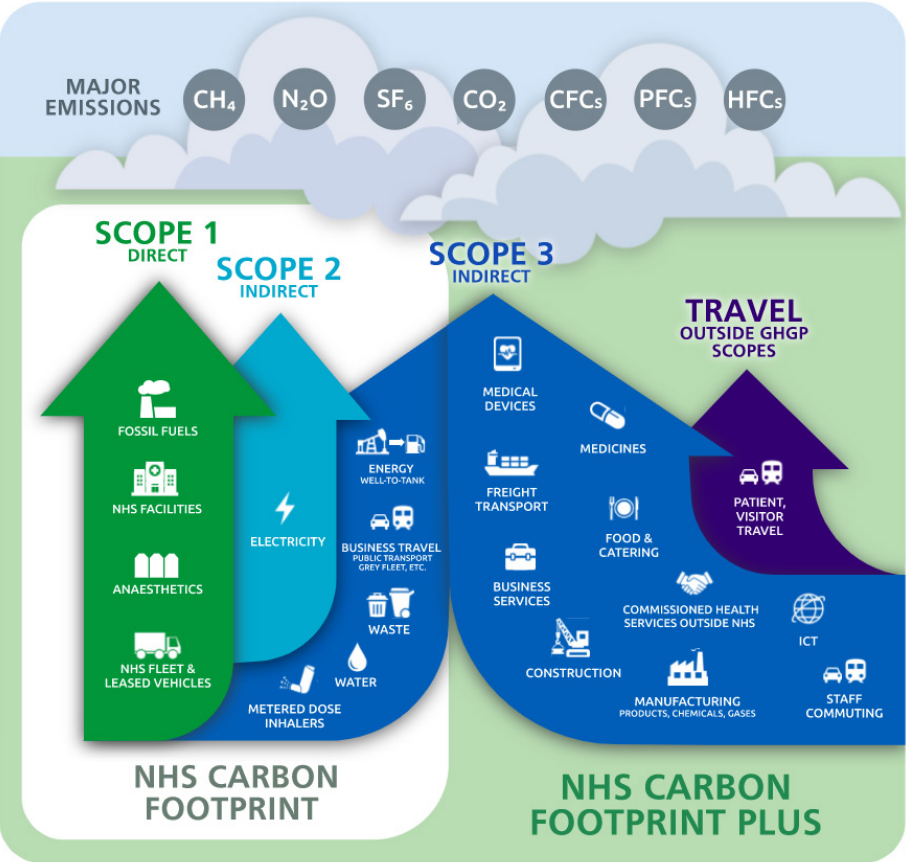 MAJOR
EMISSIONS
CH₄
N₂O
SF₆
CO₂
CFCs
PFCs
HFCs
SCOPE 1
DIRECT
SCOPE 2
INDIRECT
SCOPE 3
INDIRECT
TRAVEL
OUTSIDE GHGP
SCOPES
FOSSIL FUELS
NHS FACILITIES
ANAESTHETICS
NHS FLEET &
LEASED VEHICLES
ELECTRICITY
ENERGY
WELL-TO-TANK
BUSINESS TRAVEL
PUBLIC TRANSPORT
GREY FLEET, ETC.
WASTE
WATER
METERED DOSE
INHALERS
MEDICAL
DEVICES
MEDICINES
FREIGHT
TRANSPORT
FOOD &
CATERING
BUSINESS
SERVICES
COMMISSIONED HEALTH
SERVICES OUTSIDE NHS
CONSTRUCTION
MANUFACTURING
PRODUCTS, CHEMICALS, GASES
ICT
STAFF
COMMUTING
PATIENT,
VISITOR
TRAVEL
NHS CARBON
FOOTPRINT
NHS CARBON
FOOTPRINT PLUS